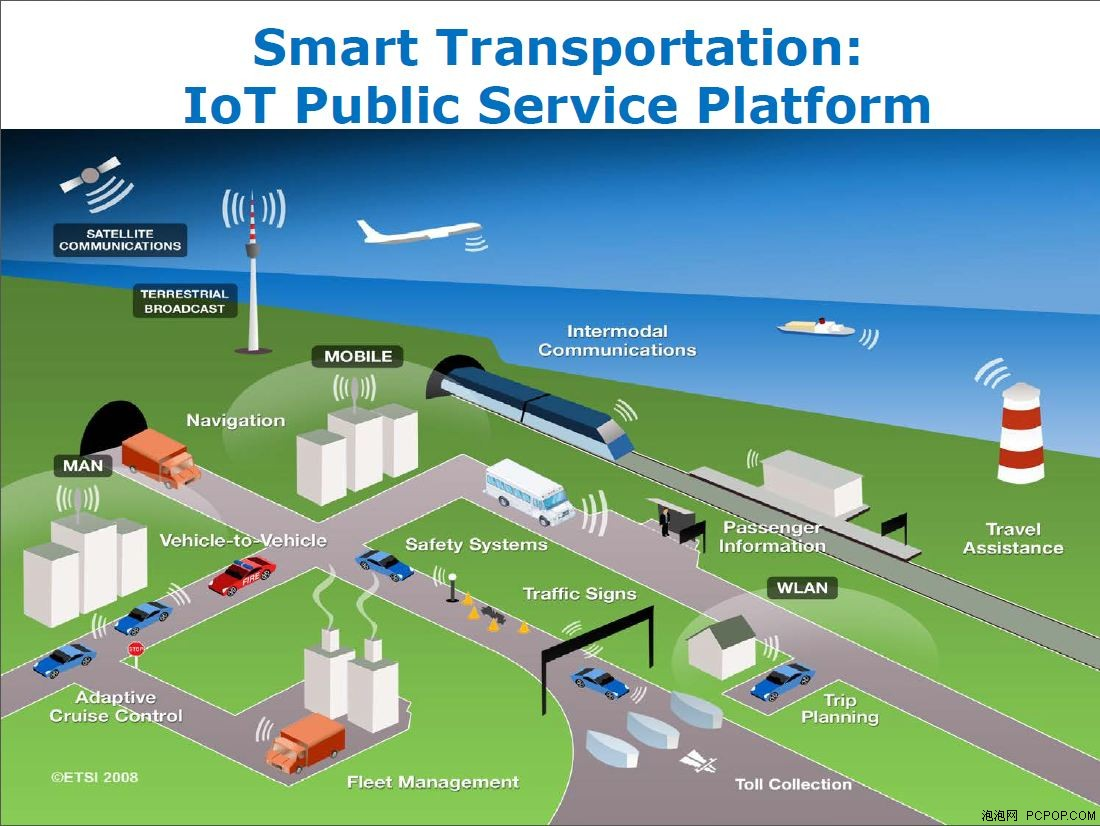 Smart Transportation:
IoT Public Service Platform
SATELLITE
COMMUNICATIONS
TERRESTRIAL
BROADCAST
MOBILE
Intermodal
Communications
Navigation
MAN
Vehicle-to-Vehicle
Safety Systems
Passenger
Information
Travel
Assistance
FIRE
Traffic Signs
WLAN
STOP
Adaptive
Cruise Control
Trip
Planning
©ETSI 2008
Fleet Management
Toll Collection
泡泡网 PCPOP.COM